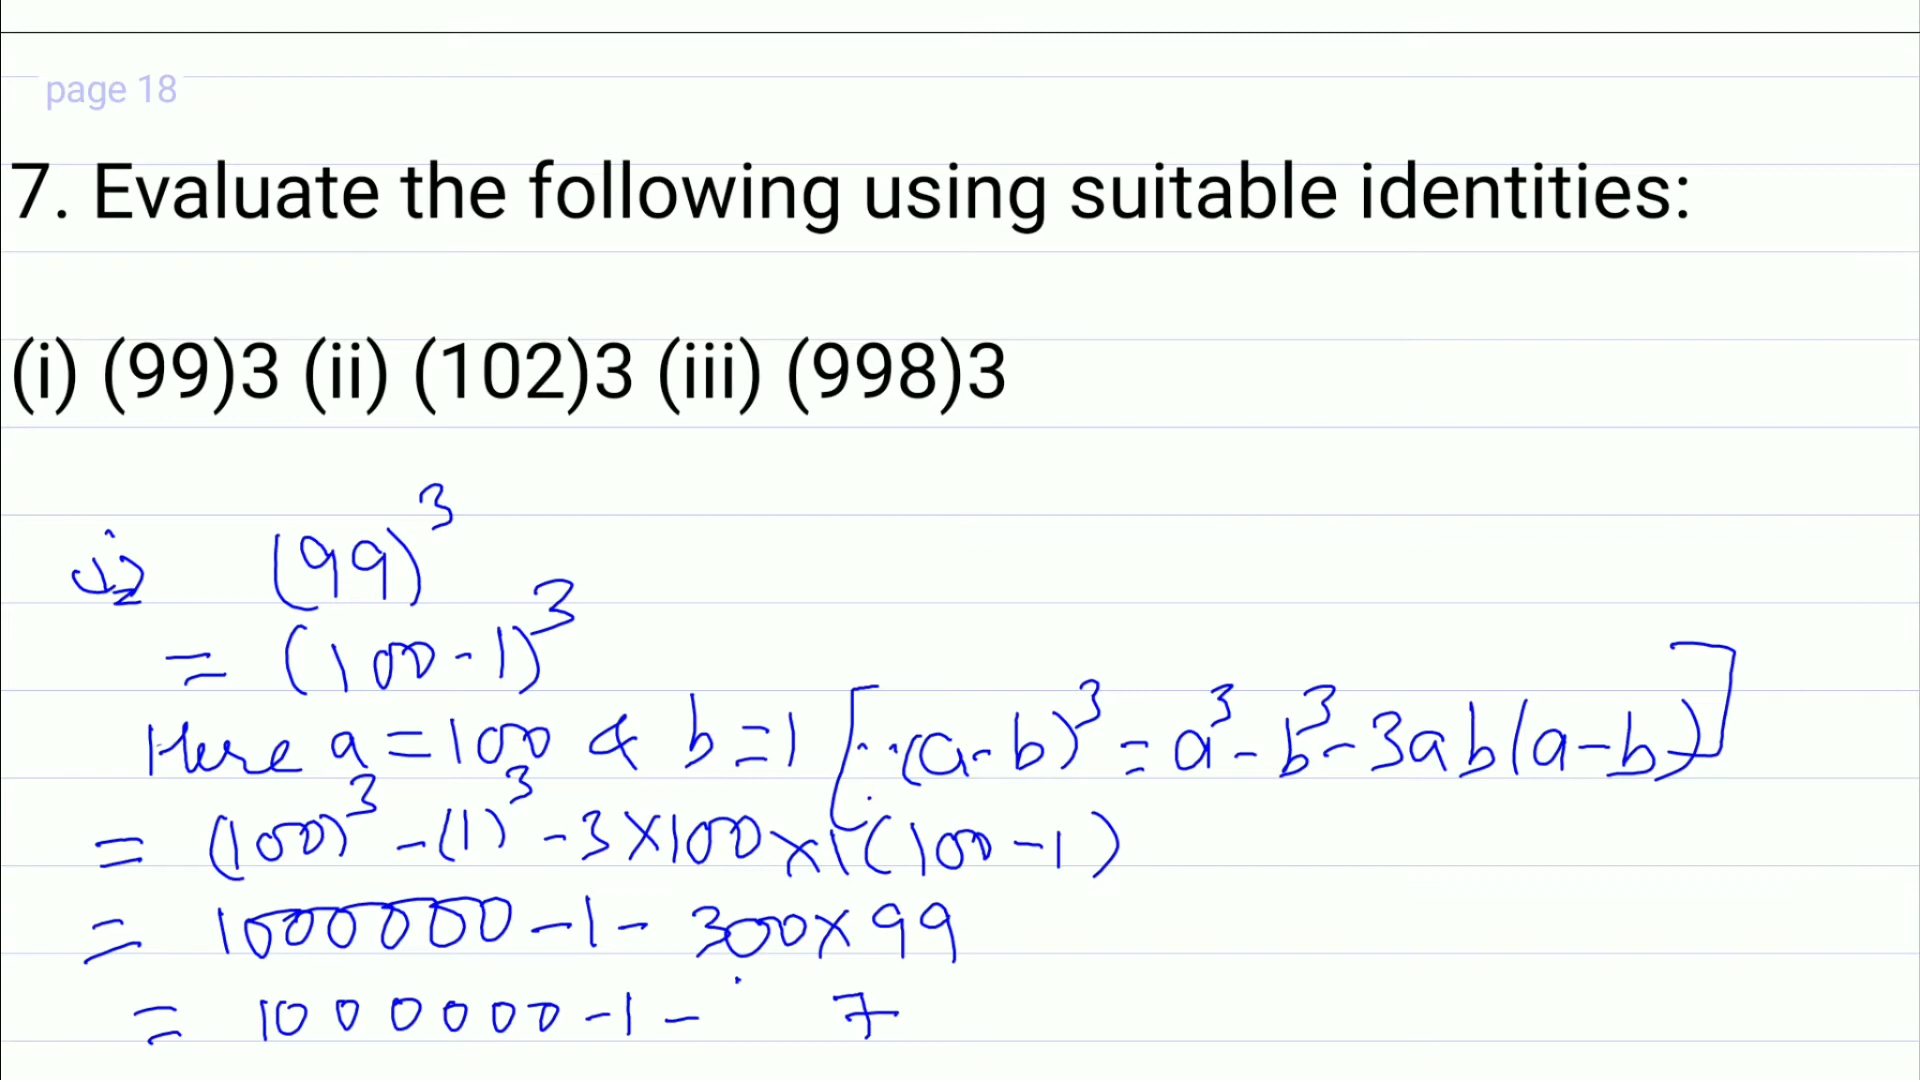 page 18
7. Evaluate the following using suitable identities:
(i) (99)3 (ii) (102)3 (iii) (998)3
i) (99)³
= (100-1)³
Here a = 100 & b = 1 [∵ (a-b)³ = a³ - b³ - 3ab(a-b)]
= (100)³ - (1)³ - 3×100×1(100-1)
= 1000000 - 1 - 300×99
= 1000000 - 1 - 7